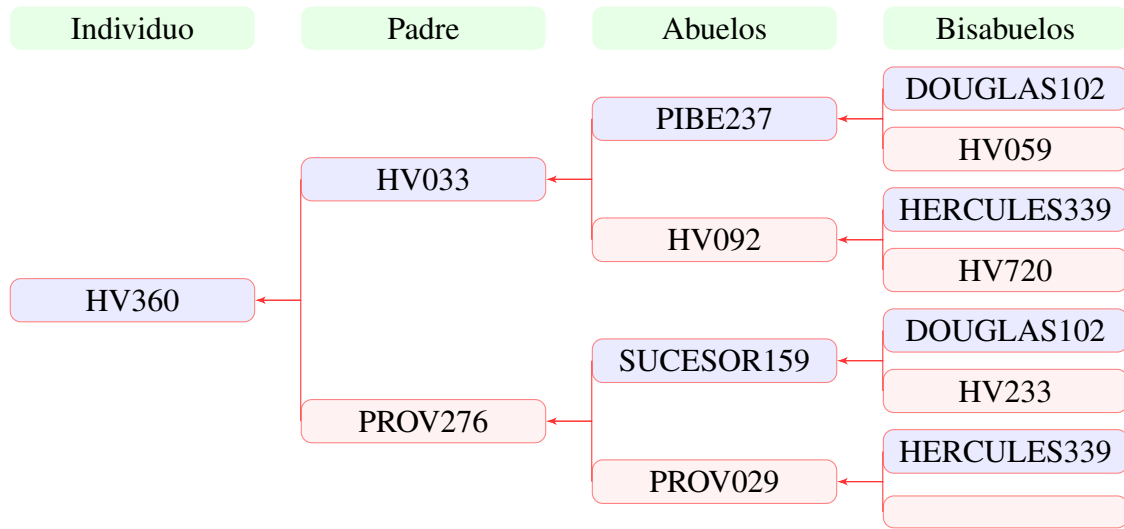 Individuo Padre Abuelos Bisabuelos
DOUGLAS102
PIBE237
HV059
HV033
HERCULES339
HV092
HV720
HV360
DOUGLAS102
SUCESOR159
HV233
PROV276
HERCULES339
PROV029